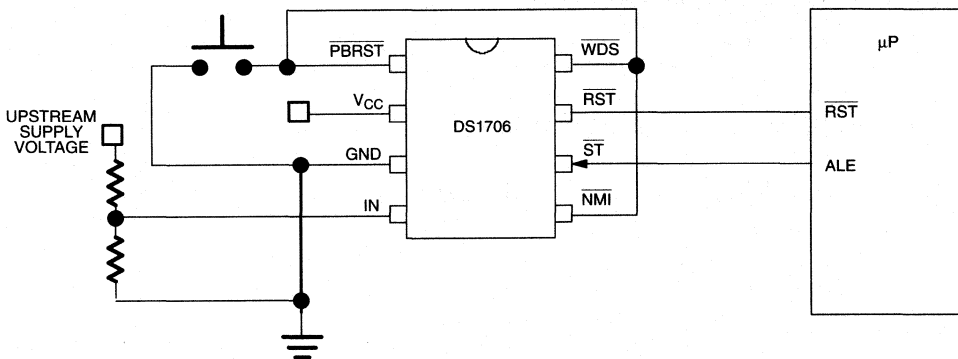 PBRST
WDS
μP
UPSTREAM
SUPPLY
VOLTAGE
VCC
RST
RST
DS1706
GND
ST
ALE
IN
NMI